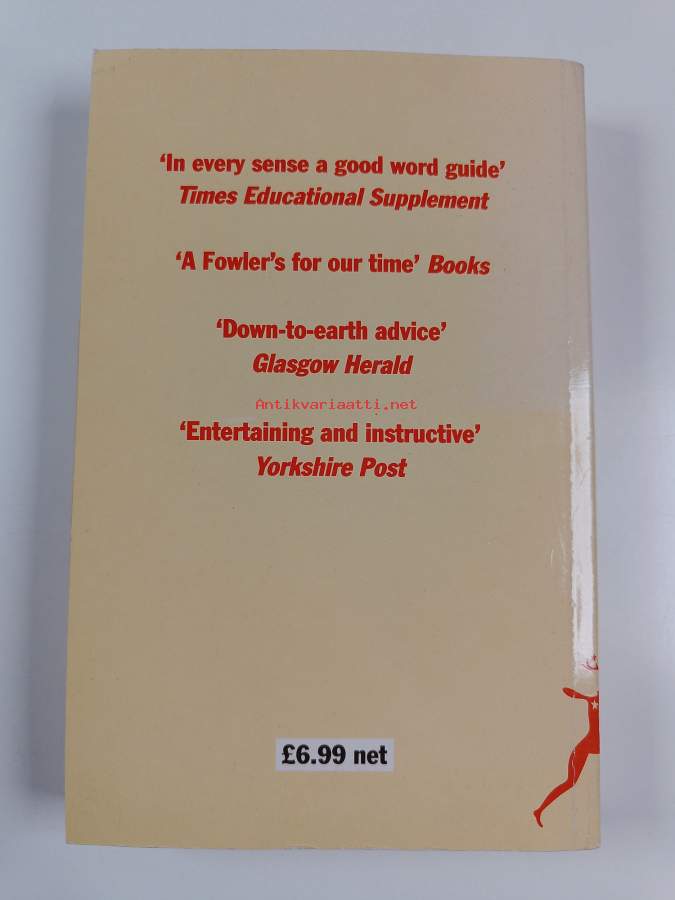 ‘In every sense a good word guide’
Times Educational Supplement
‘A Fowler’s for our time’ Books
‘Down-to-earth advice’
Glasgow Herald
Antikvariaatti.net
‘Entertaining and instructive’
Yorkshire Post
£6.99 net